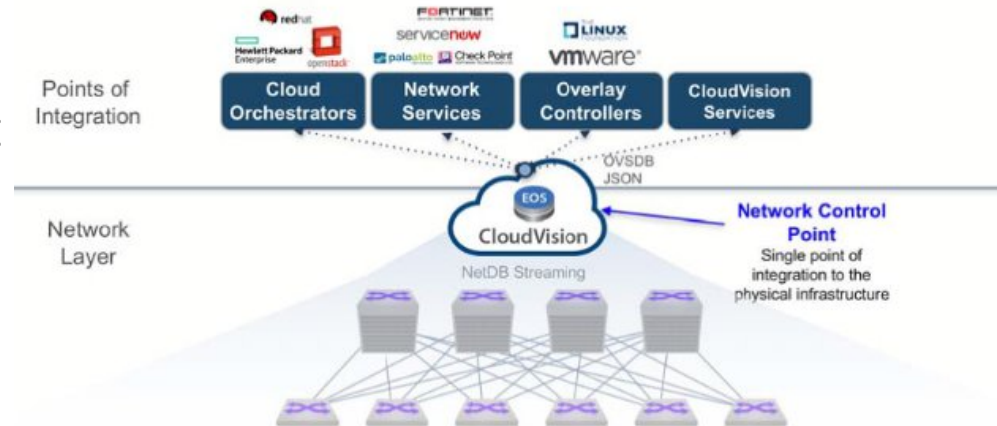 redhat
Hewlett Packard
Enterprise
openstack
FORTINET
servicenow
paloalto
Check Point
LINUX
vmware
Points of
Integration
Cloud
Orchestrators
Network
Services
Overlay
Controllers
CloudVision
Services
OVSDB
JSON
Network
Layer
EOS
CloudVision
NetDB Streaming
Network Control
Point
Single point of
integration to the
physical infrastructure